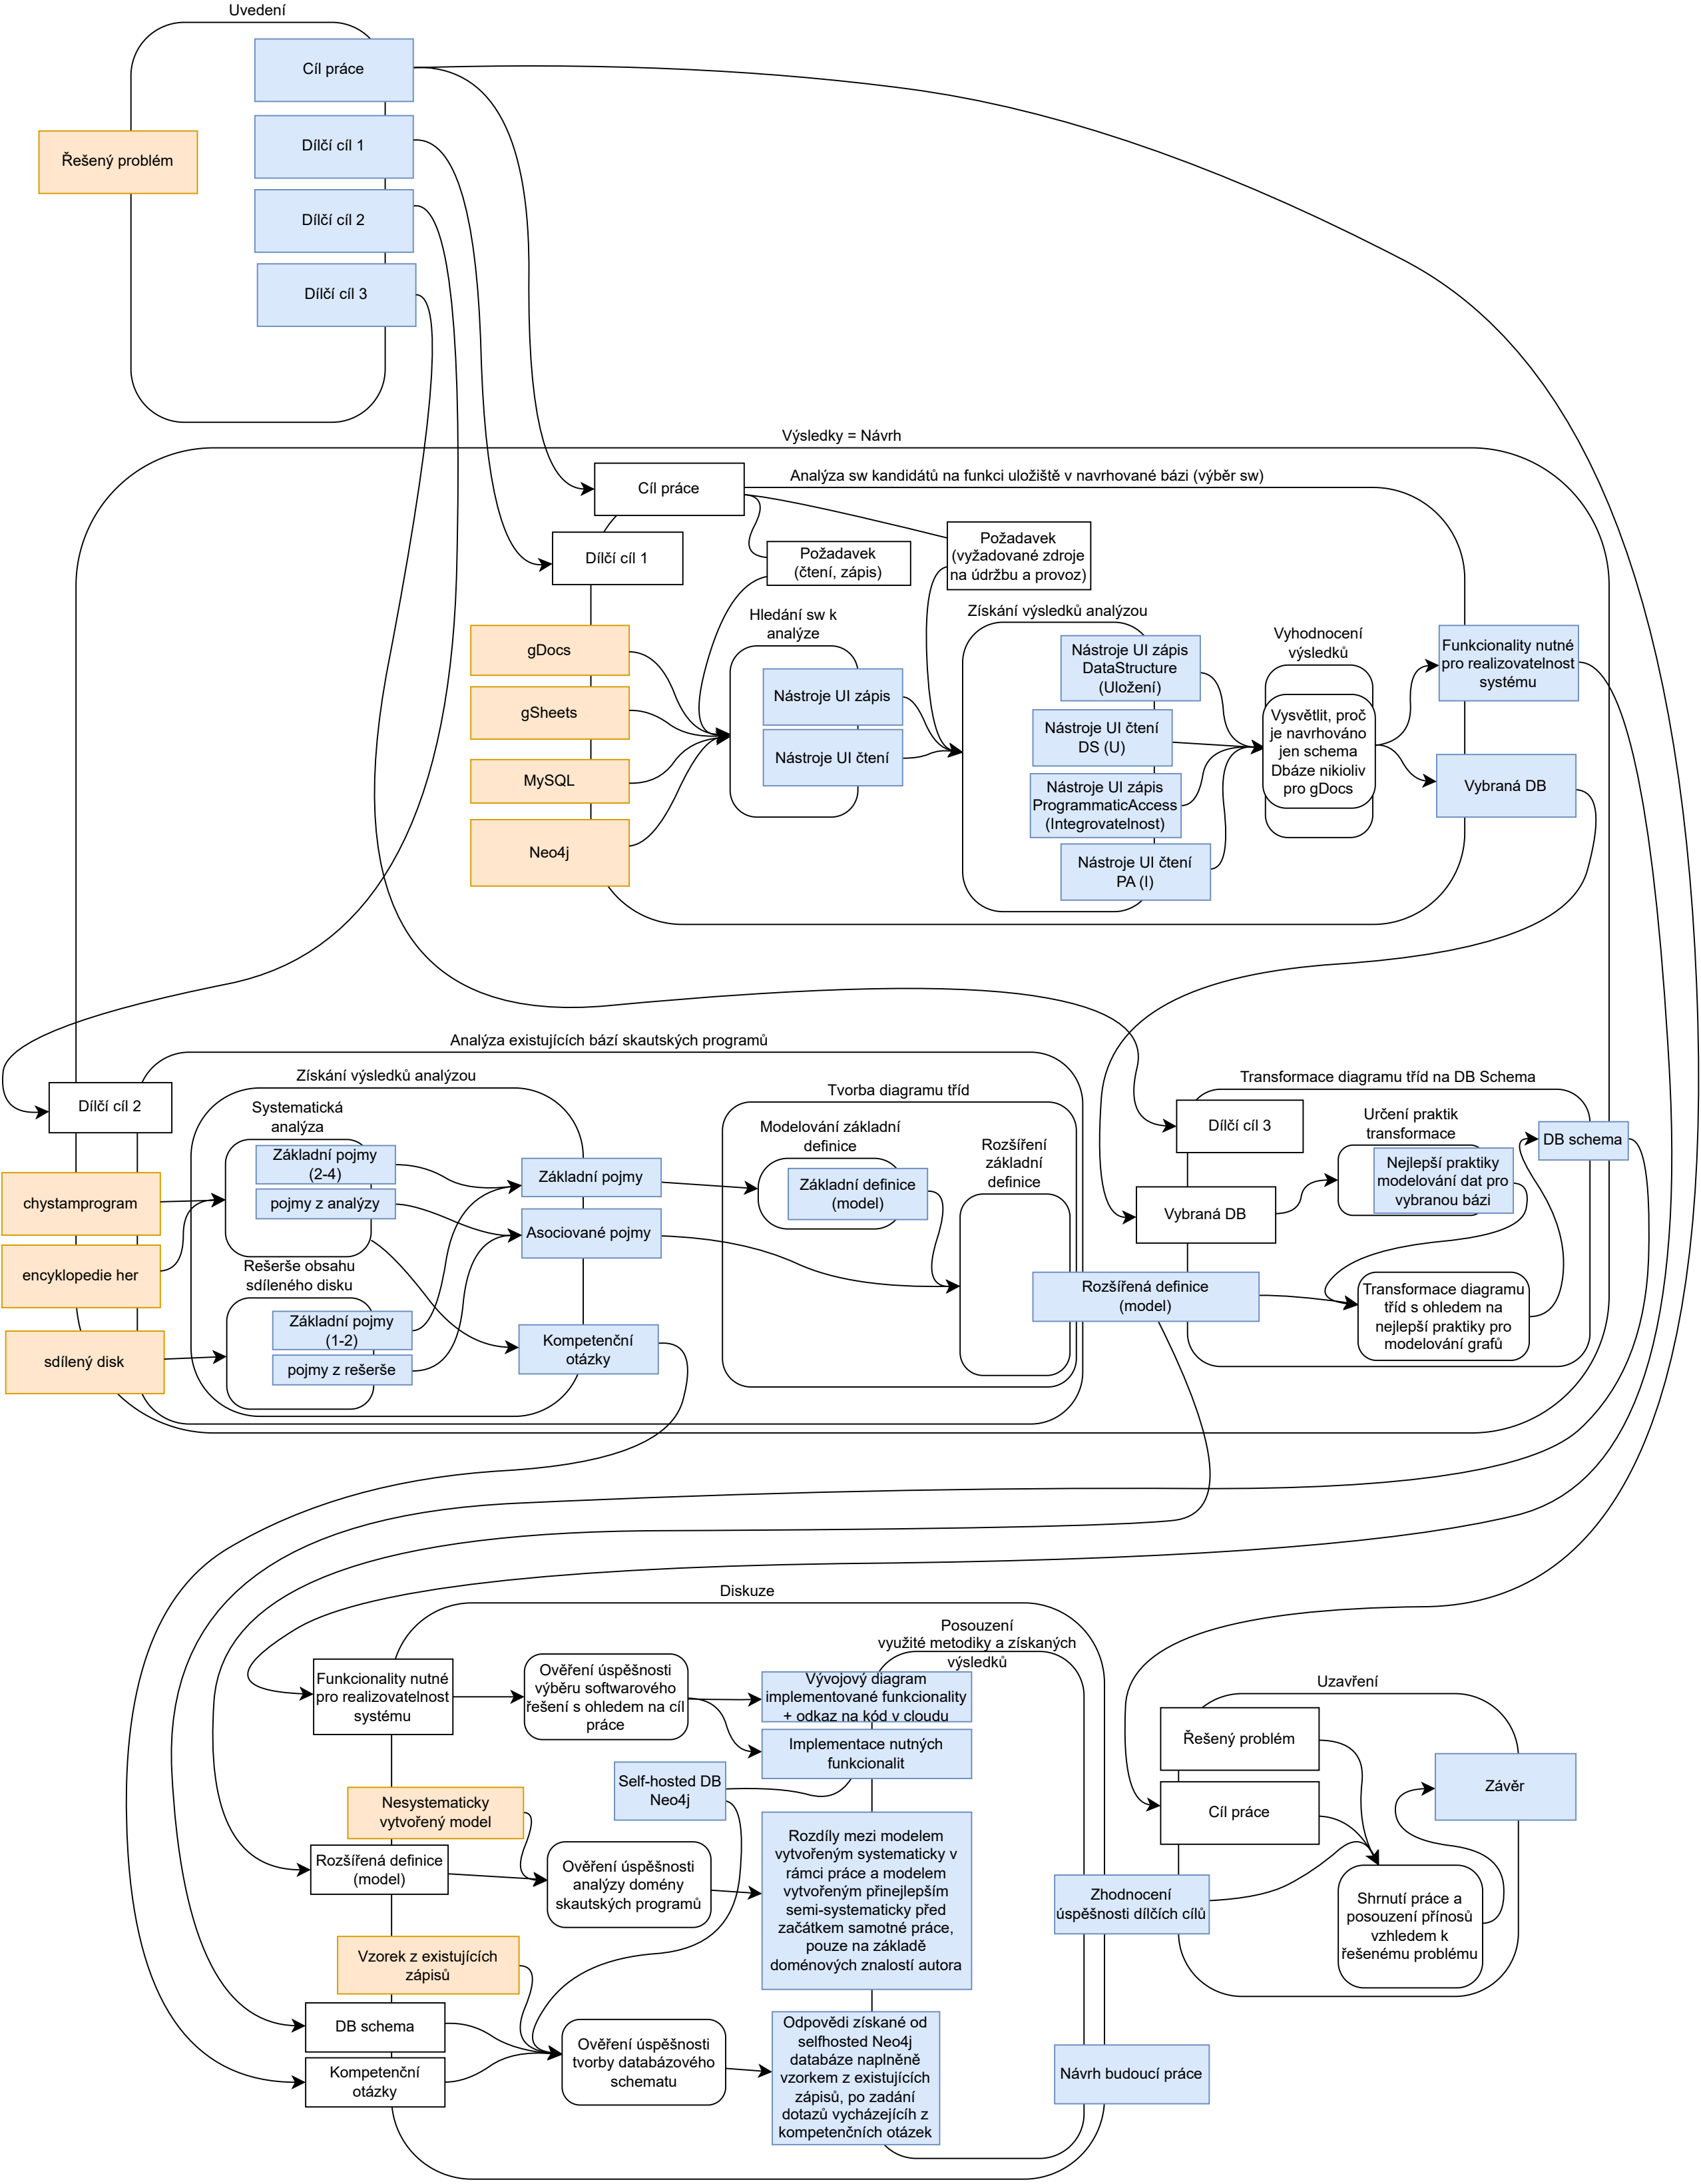 Uvedení
Cíl práce
Dílčí cíl 1
Řešený problém
Dílčí cíl 2
Dílčí cíl 3
Výsledky = Návrh
Analýza sw kandidátů na funkci uložiště v navrhované bázi (výběr sw)
Cíl práce
Dílčí cíl 1
Požadavek
(čtení, zápis)
Požadavek
(vyžadované zdroje
na údržbu a provoz)
gDocs
gSheets
MySQL
Neo4j
Hledání sw k
analýze
Nástroje UI zápis
Nástroje UI čtení
Získání výsledků analýzou
Nástroje UI zápis
DataStructure
(Uložení)
Nástroje UI čtení
DS (U)
Nástroje UI zápis
ProgrammaticAccess
(Integrovatelnost)
Nástroje UI čtení
PA (I)
Vyhodnocení
výsledků
Vysvětlit, proč
je navrhováno
jen schema
Dbáze nikioliv
pro gDocs
Funkcionality nutné
pro realizovatelnost
systému
Vybraná DB
Analýza existujících bází skautských programů
Dílčí cíl 2
chystamprogram
encyklopedie her
sdílený disk
Získání výsledků analýzou
Systematická
analýza
Základní pojmy
(2-4)
pojmy z analýzy
Rešerše obsahu
sdíleného disku
Základní pojmy
(1-2)
pojmy z rešerše
Základní pojmy
Asociované pojmy
Kompetenční
otázky
Tvorba diagramu tříd
Modelování základní
definice
Základní definice
(model)
Rozšíření
základní
definice
Transformace diagramu tříd na DB Schema
Dílčí cíl 3
Vybraná DB
Rozšířená definice
(model)
Určení praktik
transformace
Nejlepší praktiky
modelování dat pro
vybranou bázi
DB schema
Transformace diagramu
tříd s ohledem na
nejlepší praktiky pro
modelování grafů
Diskuze
Funkcionality nutné
pro realizovatelnost
systému
Ověření úspěšnosti
výběru softwarového
řešení s ohledem na cíl
práce
Posouzení
využité metodiky a získaných
výsledků
Vývojový diagram
implementované funkcionality
+ odkaz na kód v cloudu
Implementace nutných
funkcionalit
Self-hosted DB
Neo4j
Nesystematicky
vytvořený model
Rozšířená definice
(model)
Ověření úspěšnosti
analýzy domény
skautských programů
Rozdíly mezi modelem
vytvořeným systematicky v
rámci práce a modelem
vytvořeným přinejlepším
semi-systematicky před
začátkem samotné práce,
pouze na základě
doménových znalostí autora
Vzorek z existujících
zápisů
DB schema
Kompetenční
otázky
Ověření úspěšnosti
tvorby databázového
schematu
Odpovědi získané od
selfhosted Neo4j
databáze naplněně
vzorkem z existujících
zápisů, po zadání
dotazů vycházejícíh z
kompetenčních otázek
Zhodnocení
úspěšnosti dílčích cílů
Návrh budoucí práce
Uzavření
Řešený problém
Cíl práce
Závěr
Shrnutí práce a
posouzení přínosů
vzhledem k
řešenému problému